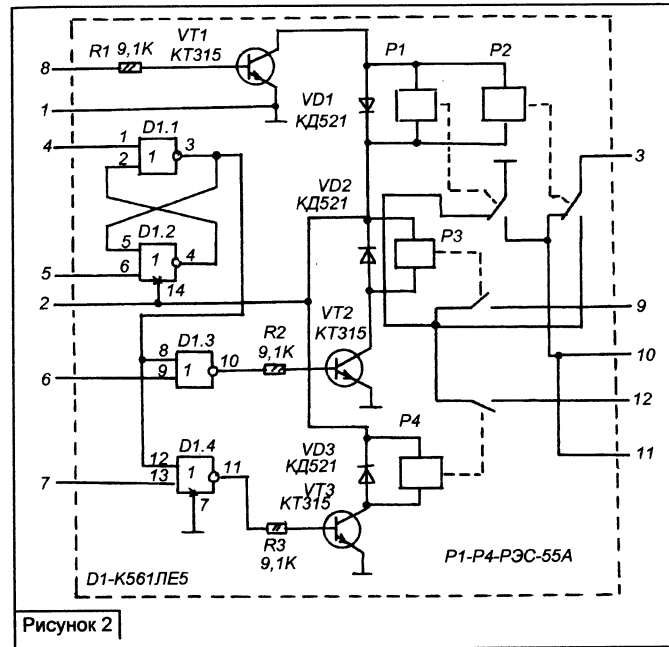 VT1
R1 9,1K КТ315
8
1
P1
P2
VD1
КД521
4
D1.1
1
2
1
3
VD2
КД521
3
D1.2
5
6
1
4
5
14
2
P3
VT2
КТ315
9
D1.3
8
9
1
10
R2
9,1K
6
10
12
P4
D1.4
12
13
1
11
7
7
VD3
КД521
VT3
КТ315
11
R3
9,1K
D1-К561ЛЕ5
P1-P4-РЭС-55А
Рисунок 2